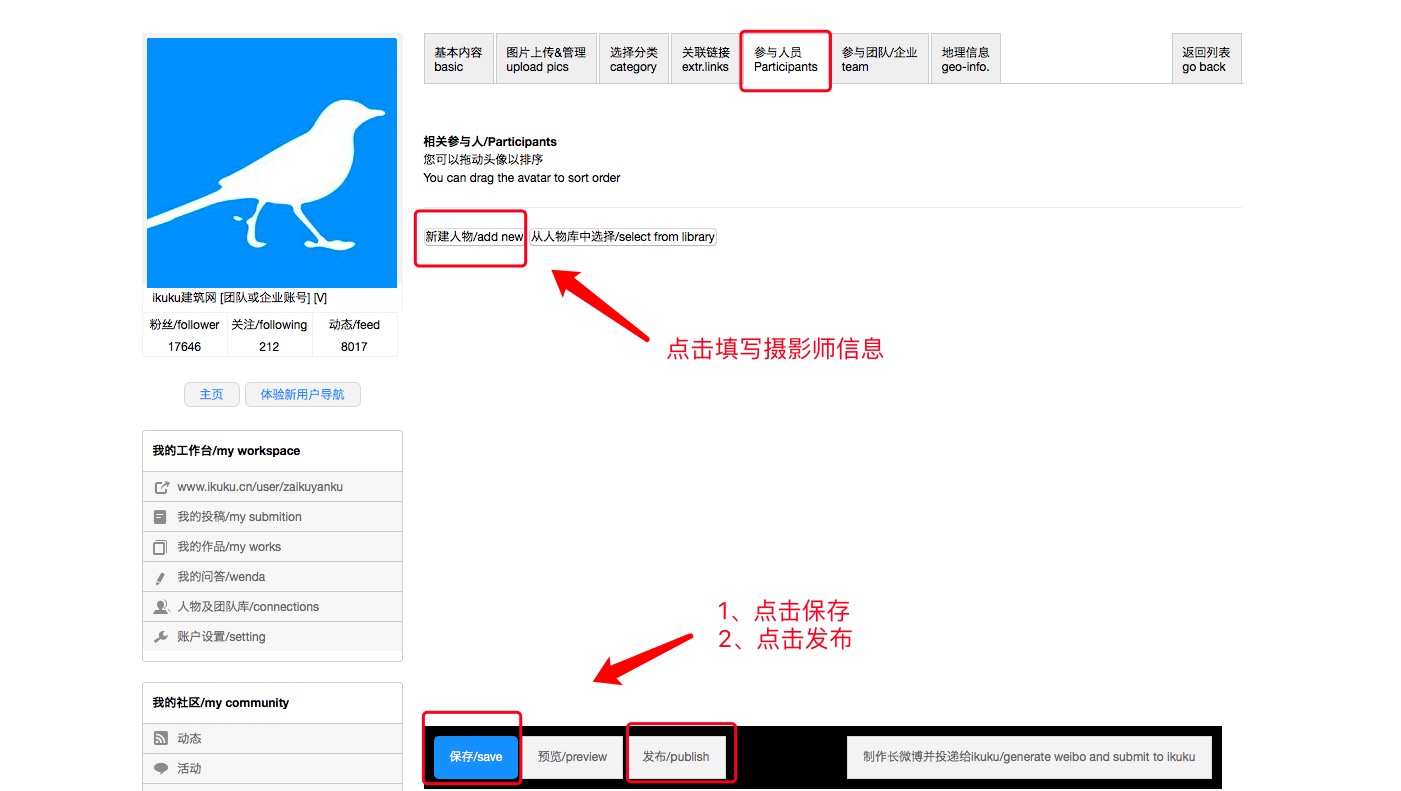 基本内容
basic
图片上传&管理
upload pics
选择分类
category
关联链接
extr.links
参与人员
Participants
参与团队/企业
team
地理信息
geo-info.
返回列表
go back
相关参与人/Participants
您可以拖动头像以排序
You can drag the avatar to sort order
新建人物/add new
从人物库中选择/select from library
点击填写摄影师信息
ikuku建筑网 [团队或企业账号] [V]
粉丝/follower
17646
关注/following
212
动态/feed
8017
主页
体验新用户导航
我的工作台/my workspace
www.ikuku.cn/user/zaikuyanku
我的投稿/my submition
我的作品/my works
我的问答/wenda
人物及团队库/connections
账户设置/setting
我的社区/my community
动态
活动
1、点击保存
2、点击发布
保存/save
预览/preview
发布/publish
制作长微博并投递给ikuku/generate weibo and submit to ikuku